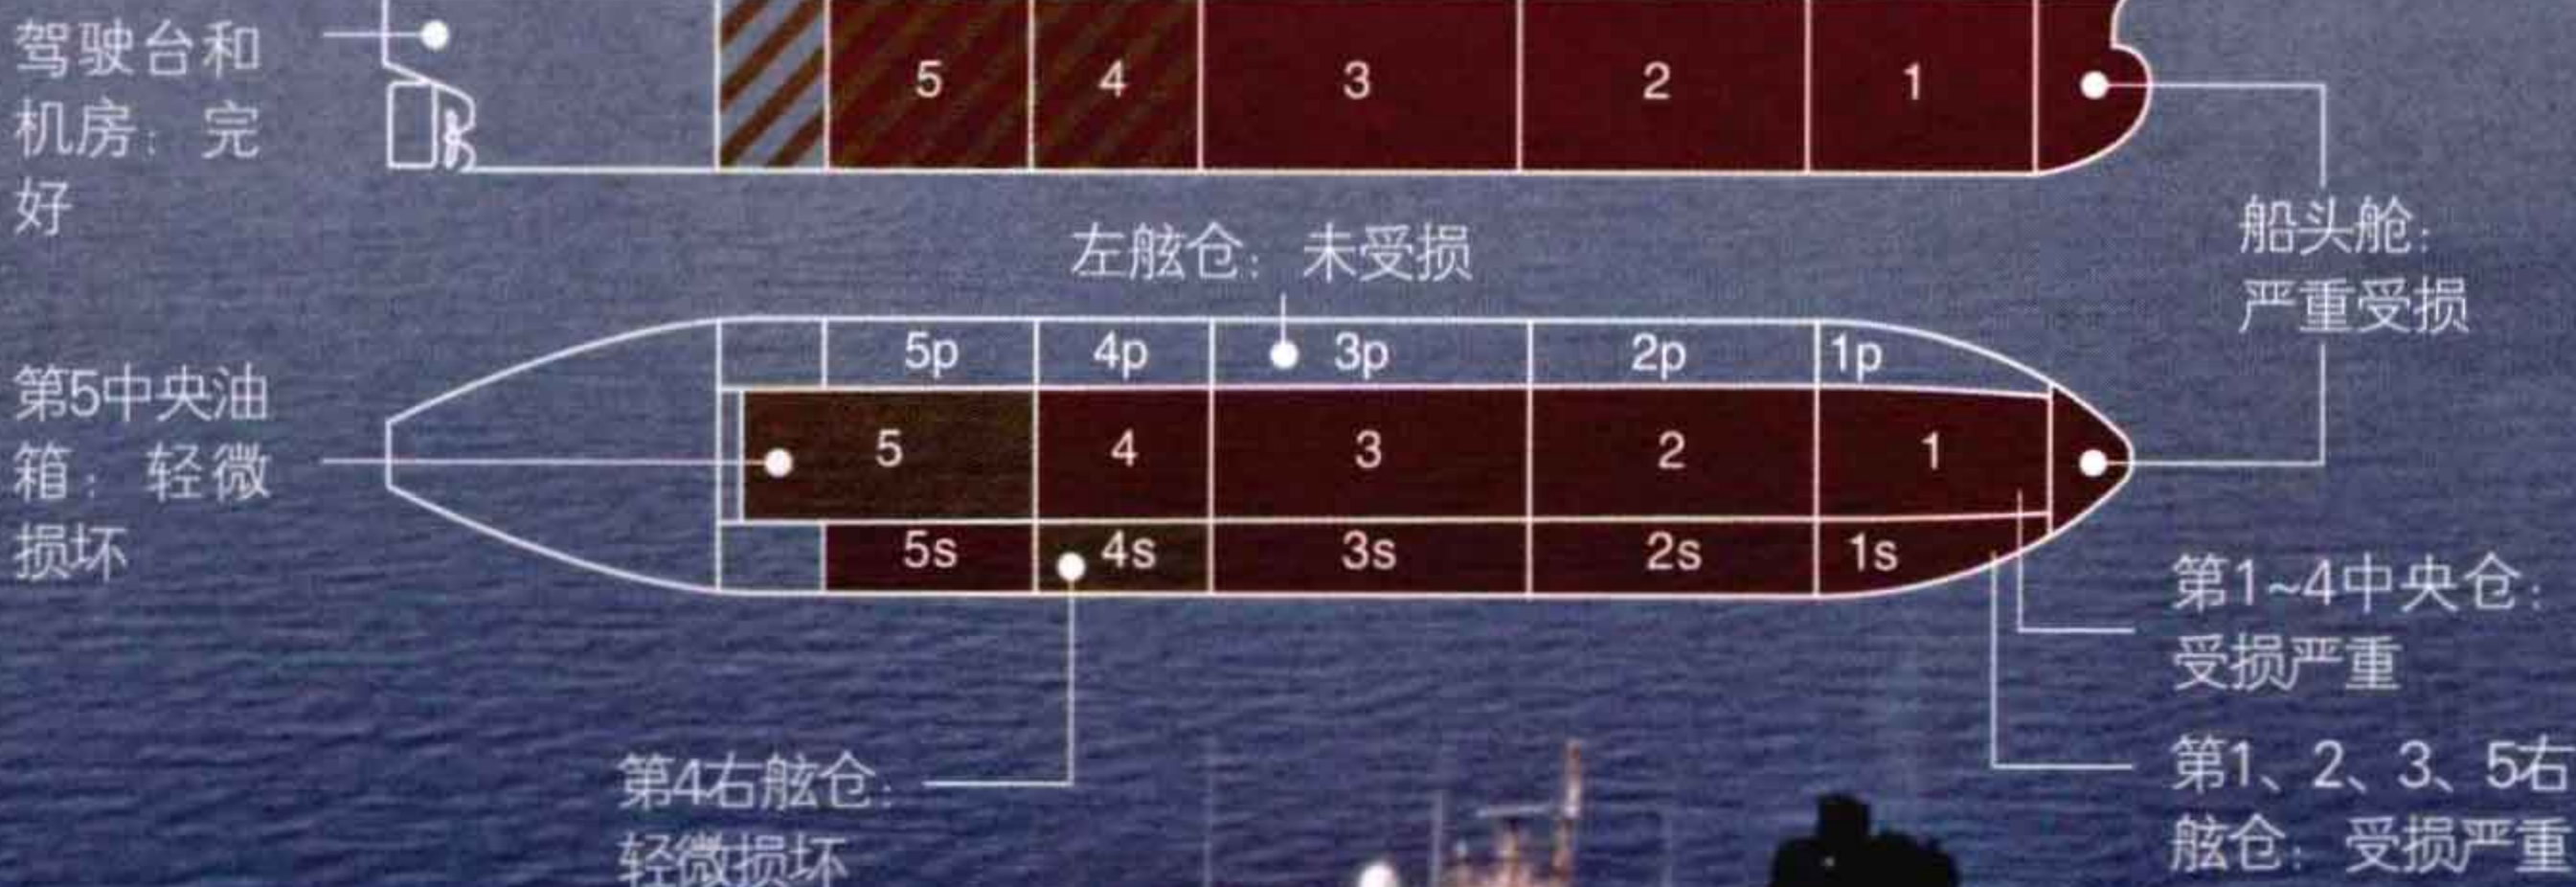 驾驶台和
机房：完
好
5 4 3 2 1
船头舱：
严重受损
左舷仓：未受损
5p 4p 3p 2p 1p
第5中央油
箱：轻微
损坏
5 4 3 2 1
5s 4s 3s 2s 1s
第1~4中央仓：
受损严重
第4右舷仓：
轻微损坏
第1、2、3、5右
舷仓：受损严重